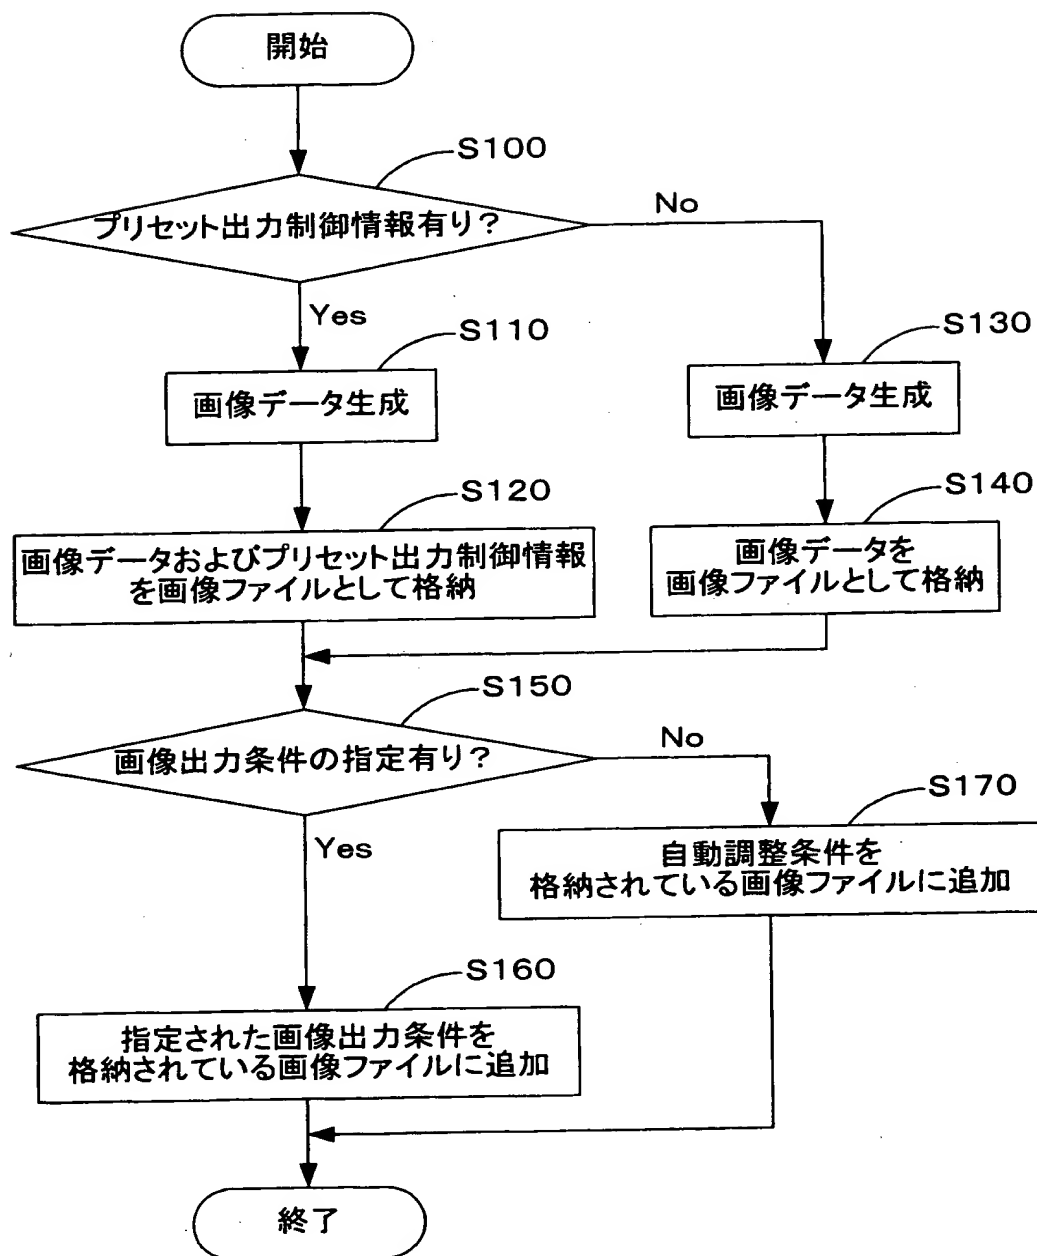 開始
S100
プリセット出力制御情報有り？
No
Yes
S110
画像データ生成
S130
画像データ生成
S120
画像データおよびプリセット出力制御情報
を画像ファイルとして格納
S140
画像データを
画像ファイルとして格納
S150
画像出力条件の指定有り？
No
Yes
S170
自動調整条件を
格納されている画像ファイルに追加
S160
指定された画像出力条件を
格納されている画像ファイルに追加
終了